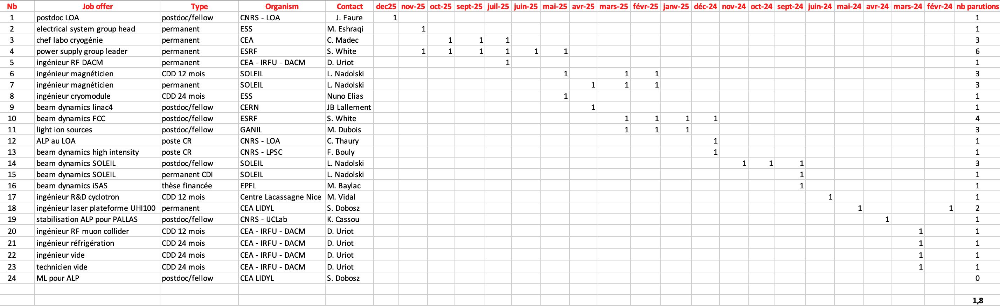 Nb Job offer Type Organism Contact dec25 nov-25 oct-25 sept-25 juil-25 juin-25 mai-25 avr-25 mars-25 févr-25 janv-25 déc-24 nov-24 oct-24 sept-24 juin-24 mai-24 avr-24 mars-24 févr-24 nb parutions
1 postdoc LOA postdoc/fellow CNRS - LOA J. Faure 1 1
2 electrical system group head permanent ESS M. Eshraqi 1 1
3 chef labo cryogénie permanent CEA C. Madec 1 1 1 3
4 power supply group leader permanent ESRF S. White 1 1 1 1 1 1 6
5 ingénieur RF DACM permanent CEA - IRFU - DACM D. Uriot 1 1
6 ingénieur magnéticien CDD 12 mois SOLEIL L. Nadolski 1 1 1 3
7 ingénieur magnéticien permanent SOLEIL L. Nadolski 1 1 1 3
8 ingénieur cryomodule CDD 24 mois ESS Nuno Elias 1 1
9 beam dynamics linac4 postdoc/fellow CERN JB Lallement 1 1
10 beam dynamics FCC postdoc/fellow ESRF S. White 1 1 1 1 4
11 light ion sources postdoc/fellow GANIL M. Dubois 1 1 1 3
12 ALP au LOA poste CR CNRS - LOA C. Thaury 1 1
13 beam dynamics high intensity poste CR CNRS - LPSC F. Bouly 1 1
14 beam dynamics SOLEIL postdoc/fellow SOLEIL L. Nadolski 1 1 1 3
15 beam dynamics SOLEIL permanent CDI SOLEIL L. Nadolski 1 1
16 beam dynamics iSAS thèse financée EPFL M. Baylac 1 1
17 ingénieur R&D cyclotron CDD 12 mois Centre Lacassagne Nice M. Vidal 1 1
18 ingénieur laser plateforme UHI100 permanent CEA LIDYL S. Dobosz 1 1 2
19 stabilisation ALP pour PALLAS postdoc/fellow CNRS - IJCLab K. Cassou 1 1
20 ingénieur RF muon collider CDD 12 mois CEA - IRFU - DACM D. Uriot 1 1
21 ingénieur réfrigération CDD 24 mois CEA - IRFU - DACM D. Uriot 1 1
22 ingénieur vide CDD 24 mois CEA - IRFU - DACM D. Uriot 1 1
23 technicien vide CDD 24 mois CEA - IRFU - DACM D. Uriot 1 1
24 ML pour ALP postdoc/fellow CEA LIDYL S. Dobosz 0
1,8